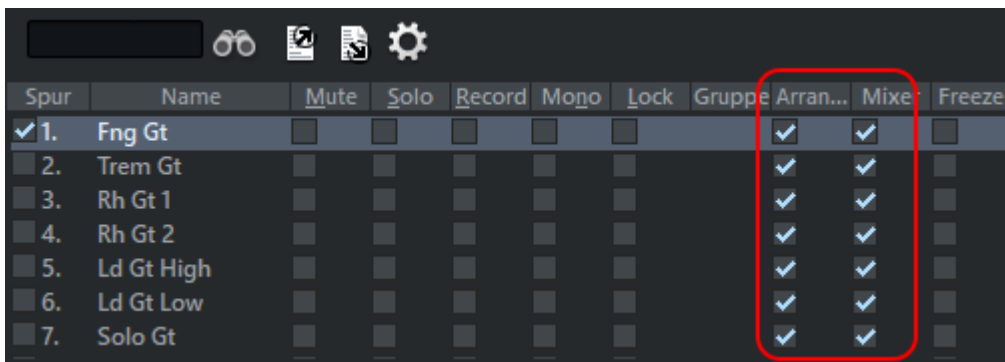 Spur Name Mute Solo Record Mono Lock Gruppe Arran... Mixer Freeze
1. Fng Gt
2. Trem Gt
3. Rh Gt 1
4. Rh Gt 2
5. Ld Gt High
6. Ld Gt Low
7. Solo Gt